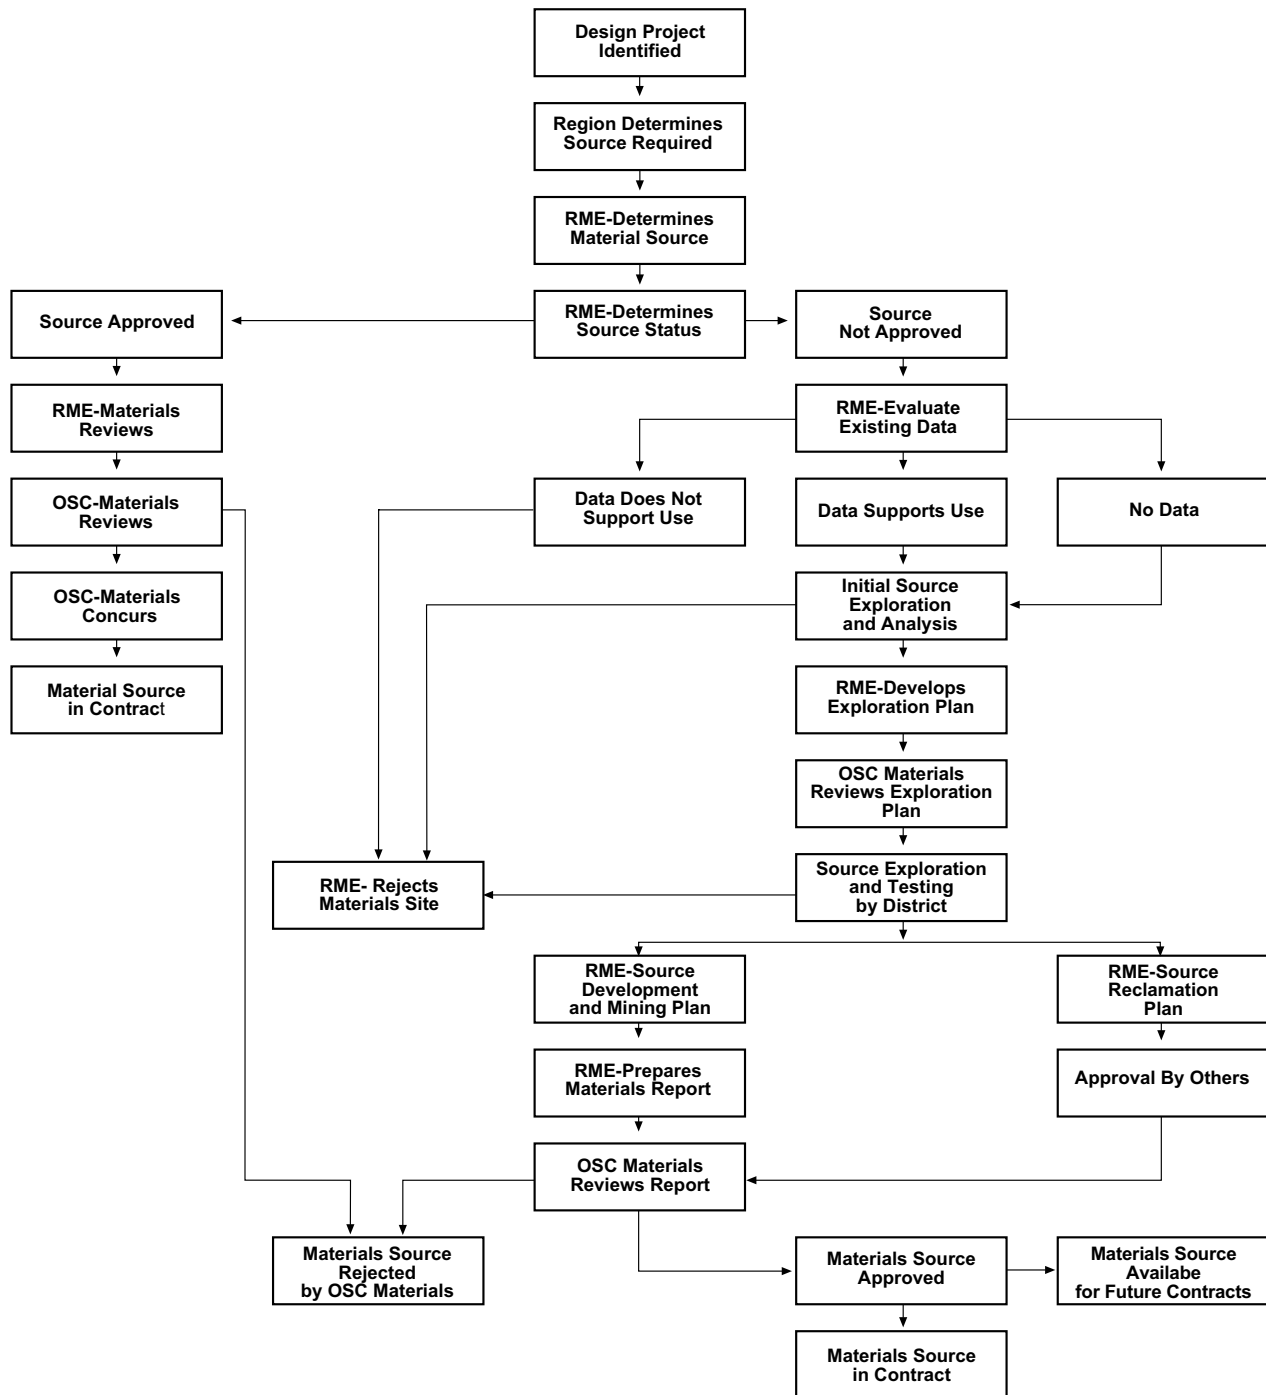 Design Project
Identified
Region Determines
Source Required
RME-Determines
Material Source
Source Approved
RME-Determines
Source Status
Source
Not Approved
RME-Materials
Reviews
RME-Evaluate
Existing Data
OSC-Materials
Reviews
Data Does Not
Support Use
Data Supports Use
No Data
OSC-Materials
Concurs
Initial Source
Exploration
and Analysis
Material Source
in Contract
RME-Develops
Exploration Plan
OSC Materials
Reviews Exploration
Plan
RME- Rejects
Materials Site
Source Exploration
and Testing
by District
RME-Source
Development
and Mining Plan
RME-Source
Reclamation
Plan
RME-Prepares
Materials Report
Approval By Others
OSC Materials
Reviews Report
Materials Source
Rejected
by OSC Materials
Materials Source
Approved
Materials Source
Availabe
for Future Contracts
Materials Source
in Contract